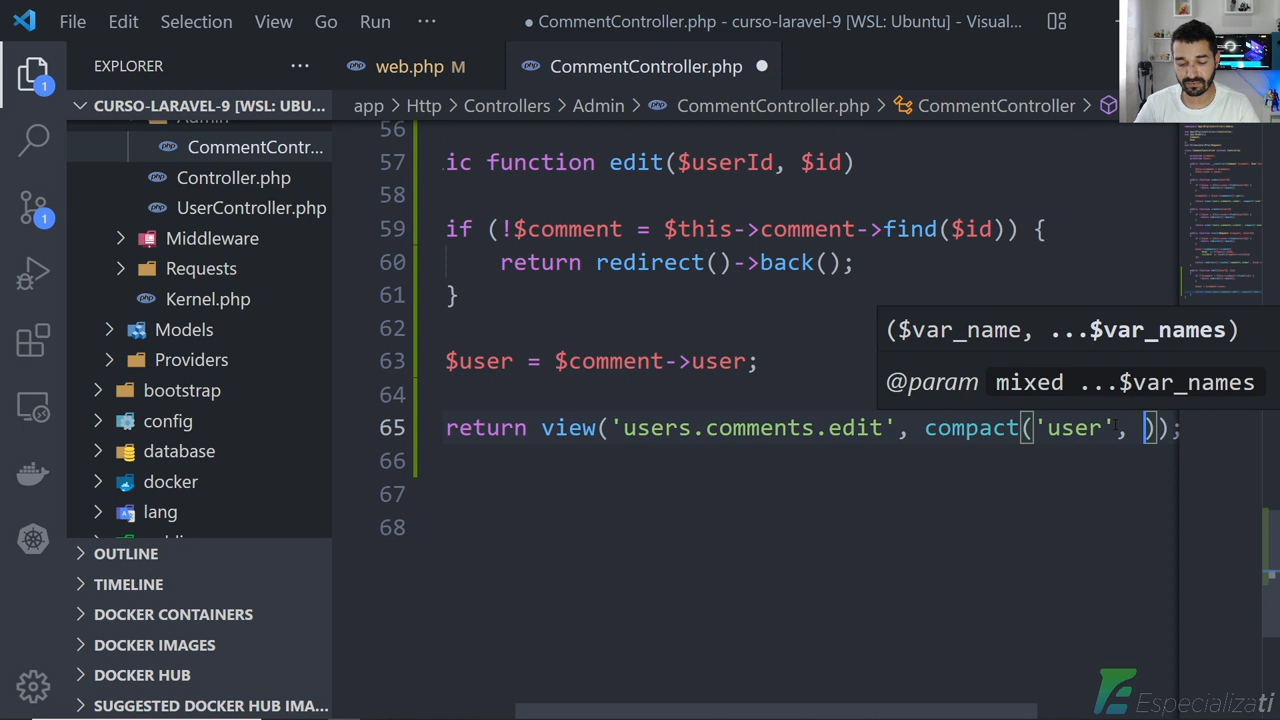 File Edit Selection View Go Run ···
● CommentController.php - curso-laravel-9 [WSL: Ubuntu] - Visual...
EXPLORER ···
web.php M
CommentController.php ●
CURSO-LARAVEL-9 [WSL: UBU...
app > Http > Controllers > Admin > CommentController.php > CommentController >
Admin
CommentContr...
Controller.php
UserController.php
Middleware
Requests
Kernel.php
Models
Providers
bootstrap
config
database
docker
lang
OUTLINE
TIMELINE
DOCKER CONTAINERS
DOCKER IMAGES
DOCKER HUB
SUGGESTED DOCKER HUB IMA...
1
1
56
57 ic function edit($userId, $id)
58
59 if (!$comment = $this->comment->find($id)) {
60 return redirect()->back();
61 }
62
63 $user = $comment->user;
64
65 return view('users.comments.edit', compact('user', ));
66
67
68
($var_name, ...$var_names)
@param mixed ...$var_names
Especializati